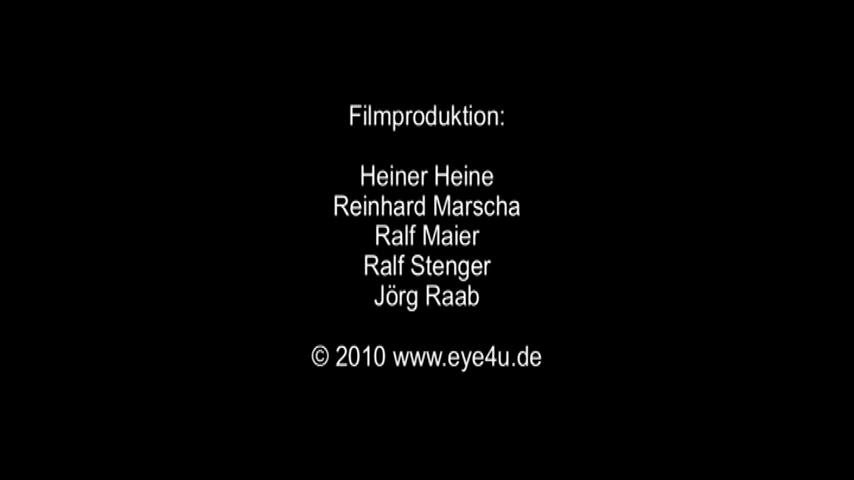 Filmproduktion:
Heiner Heine
Reinhard Marscha
Ralf Maier
Ralf Stenger
Jörg Raab
© 2010 www.eye4u.de